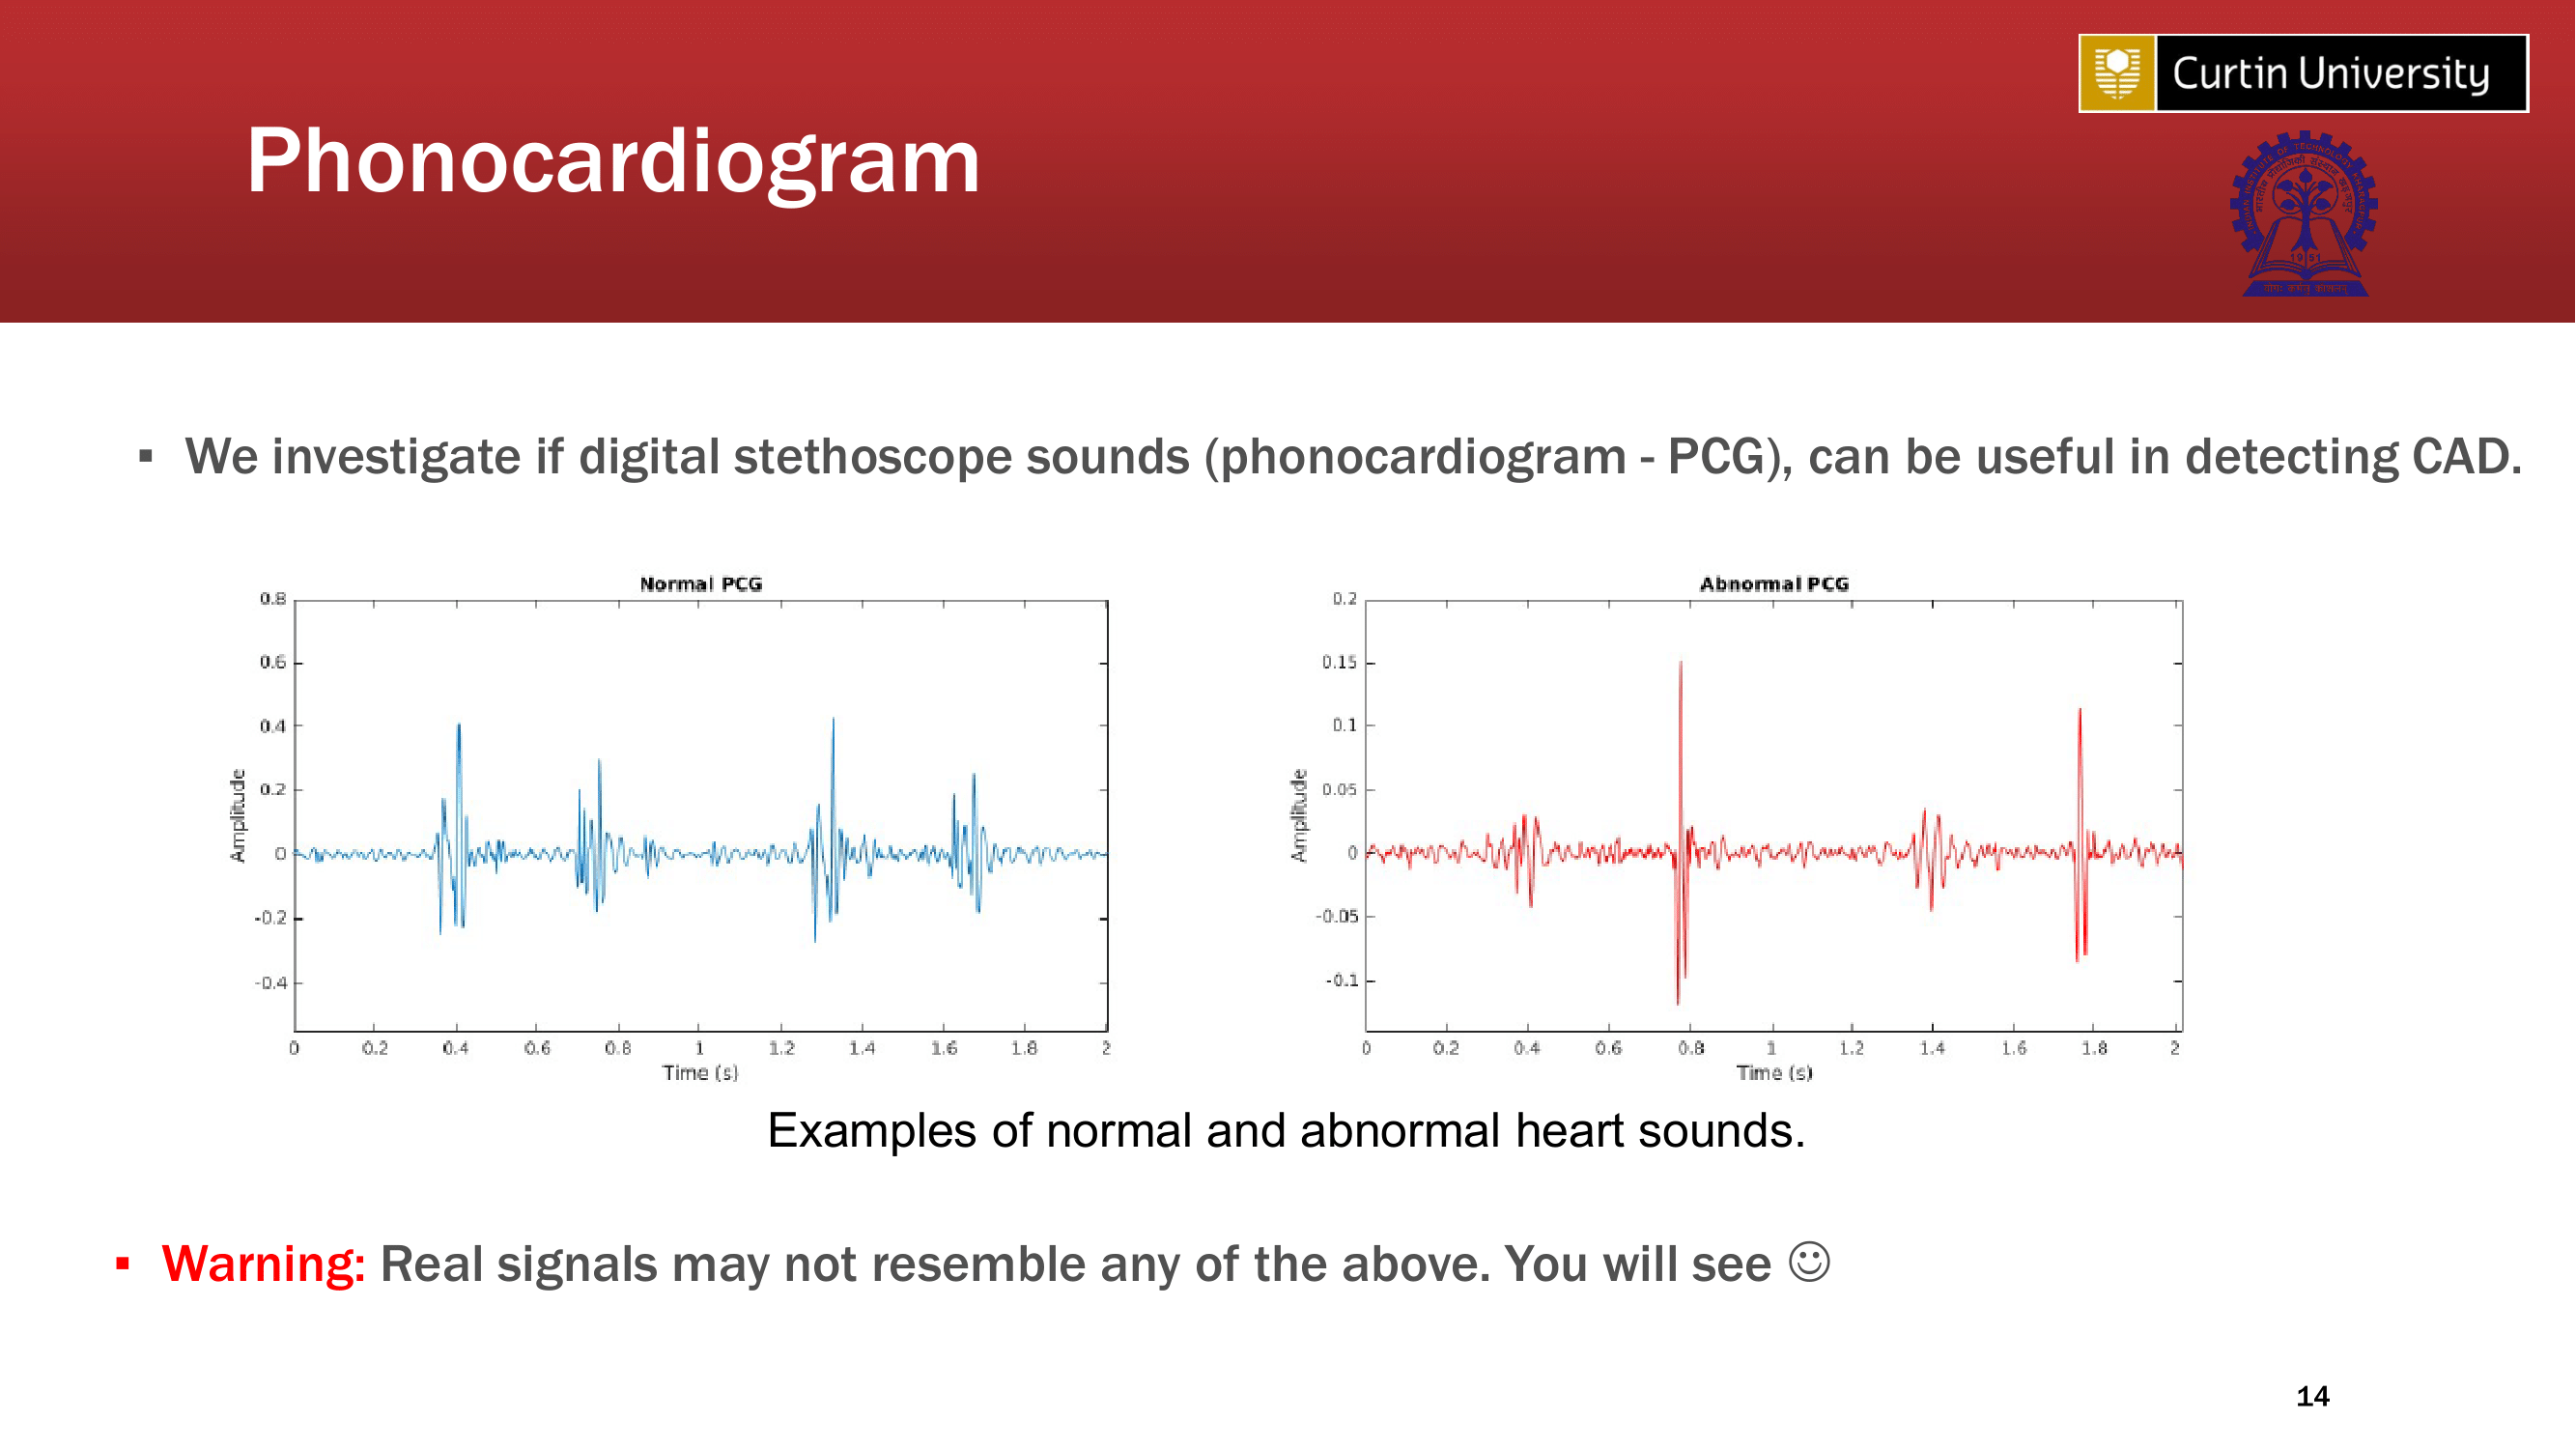 Curtin University
Phonocardiogram
INDIAN INSTITUTE OF TECHNOLOGY KHARAGPUR
1951
▪ We investigate if digital stethoscope sounds (phonocardiogram - PCG), can be useful in detecting CAD.
Normal PCG
0.8
0.6
0.4
0.2
0
-0.2
-0.4
Amplitude
0 0.2 0.4 0.6 0.8 1 1.2 1.4 1.6 1.8 2
Time (s)
Abnormal PCG
0.2
0.15
0.1
0.05
0
-0.05
-0.1
Amplitude
0 0.2 0.4 0.6 0.8 1 1.2 1.4 1.6 1.8 2
Time (s)
Examples of normal and abnormal heart sounds.
▪ Warning: Real signals may not resemble any of the above. You will see ☺
14